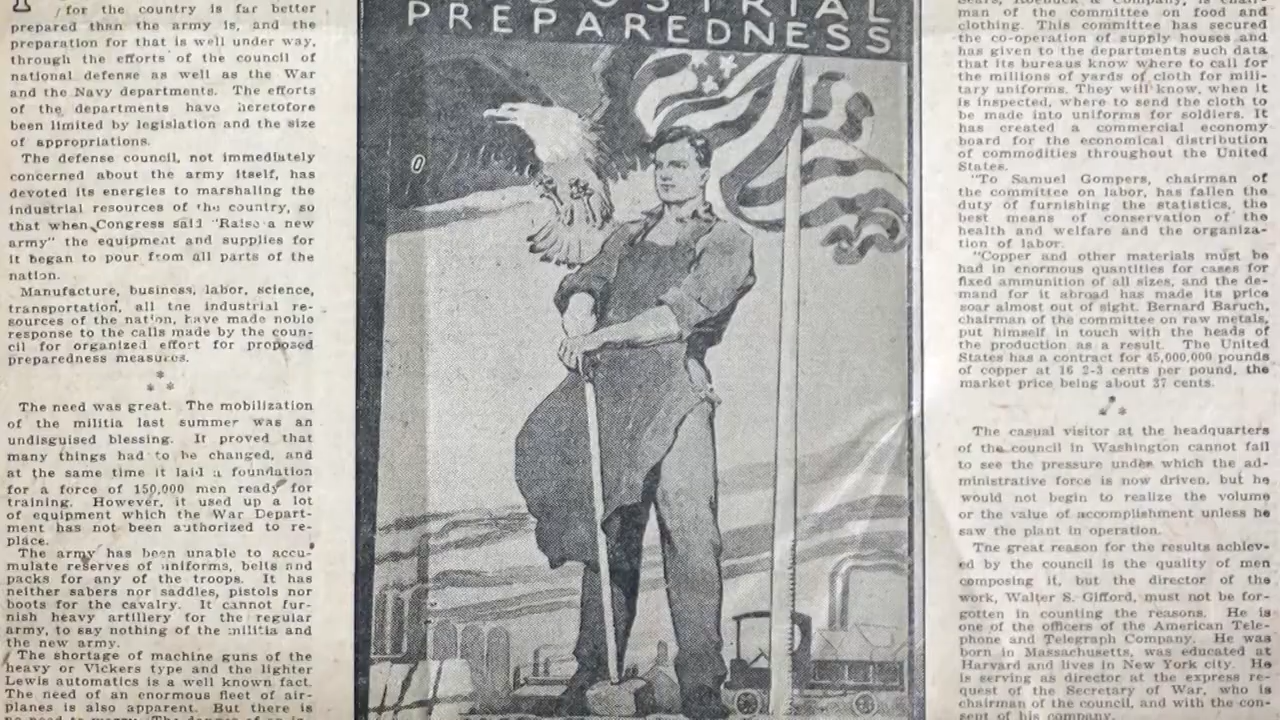 for the country is far better
prepared than the army is, and the
preparation for that is well under way,
through the efforts of the council of
national defense as well as the War
and the Navy departments. The efforts
of the departments have heretofore
been limited by legislation and the size
of appropriations.
The defense council, not immediately
concerned about the army itself, has
devoted its energies to marshaling the
industrial resources of the country, so
that when Congress said "Raise a new
army" the equipment and supplies for
it began to pour from all parts of the
nation.
Manufacture, business, labor, science,
transportation, all the industrial re-
sources of the nation, have made noble
response to the calls made by the coun-
cil for organized effort for proposed
preparedness measures.
*
* *
The need was great. The mobilization
of the militia last summer was an
undisguised blessing. It proved that
many things had to be changed, and
at the same time it laid a foundation
for a force of 150,000 men ready for
training. However, it used up a lot
of equipment which the War Depart-
ment has not been authorized to re-
place.
The army has been unable to accu-
mulate reserves of uniforms, belts and
packs for any of the troops. It has
neither sabers nor saddles, pistols nor
boots for the cavalry. It cannot fur-
nish heavy artillery for the regular
army, to say nothing of the militia and
the new army.
The shortage of machine guns of the
heavy or Vickers type and the lighter
Lewis automatics is a well known fact.
The need of an enormous fleet of air-
planes is also apparent. But there is
no need to worry. The danger of an in-
INDUSTRIAL
PREPAREDNESS
Sears, Roebuck & Company, is chair-
man of the committee on food and
clothing. This committee has secured
the co-operation of supply houses and
has given to the departments such data
that its bureaus know where to call for
the millions of yards of cloth for mili-
tary uniforms. They will know, when it
is inspected, where to send the cloth to
be made into uniforms for soldiers. It
has created a commercial economy
board for the economical distribution
of commodities throughout the United
States.
"To Samuel Gompers, chairman of
the committee on labor, has fallen the
duty of furnishing the statistics, the
best means of conservation of the
health and welfare and the organiza-
tion of labor.
"Copper and other materials must be
had in enormous quantities for cases for
fixed ammunition of all sizes, and the de-
mand for it abroad has made its price
soar almost out of sight. Bernard Baruch,
chairman of the committee on raw metals,
put himself in touch with the heads of
the production as a result. The United
States has a contract for 45,000,000 pounds
of copper at 16 2-3 cents per pound, the
market price being about 37 cents.
*
* *
The casual visitor at the headquarters
of the council in Washington cannot fail
to see the pressure under which the ad-
ministrative force is now driven, but he
would not begin to realize the volume
or the value of accomplishment unless he
saw the plant in operation.
The great reason for the results achiev-
ed by the council is the quality of men
composing it, but the director of the
work, Walter S. Gifford, must not be for-
gotten in counting the reasons. He is
one of the officers of the American Tele-
phone and Telegraph Company. He was
born in Massachusetts, was educated at
Harvard and lives in New York city. He
is serving as director at the express re-
quest of the Secretary of War, who is
chairman of the council, and with the con-
sent of his company.